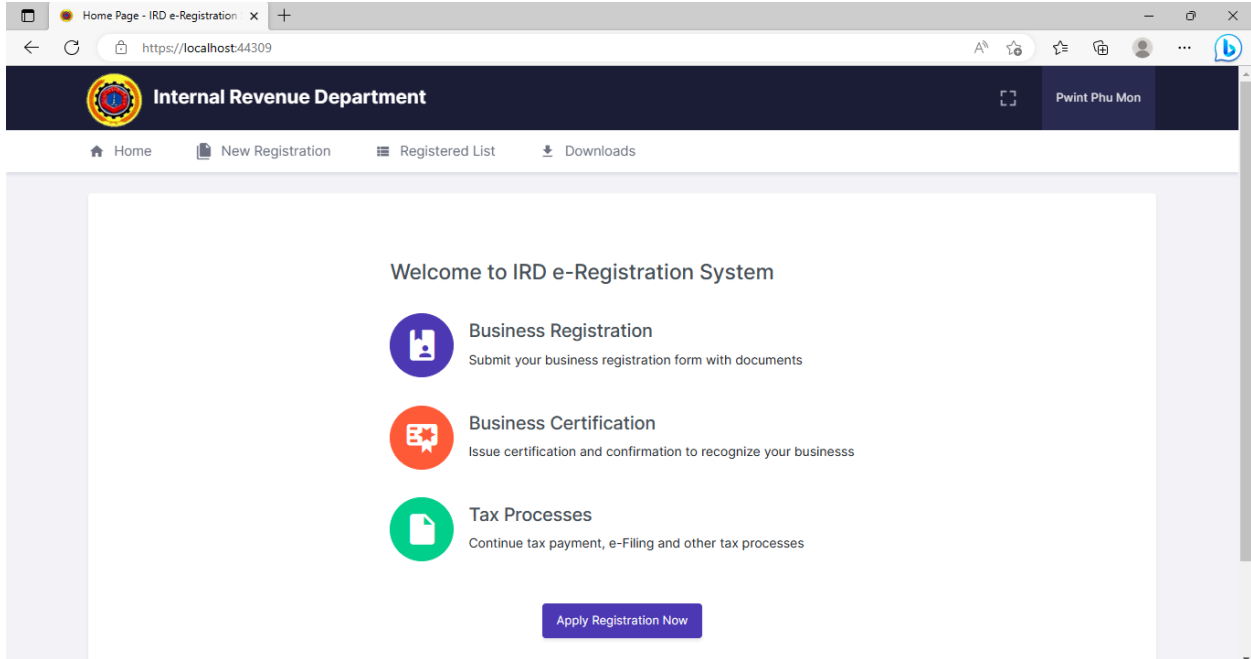 Home Page - IRD e-Registration
https://localhost:44309
Internal Revenue Department
Pwint Phu Mon
Home New Registration Registered List Downloads
Welcome to IRD e-Registration System
Business Registration
Submit your business registration form with documents
Business Certification
Issue certification and confirmation to recognize your businesss
Tax Processes
Continue tax payment, e-Filing and other tax processes
Apply Registration Now